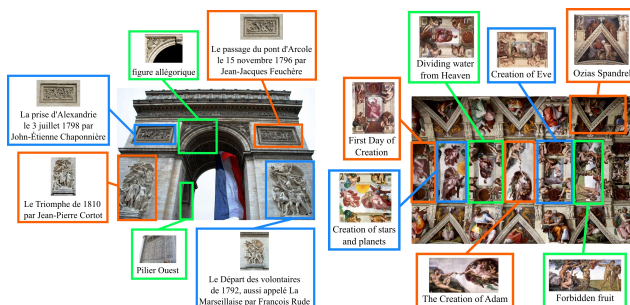 figure allégorique
Le passage du pont d'Arcole
le 15 novembre 1796 par
Jean-Jacques Feuchère
La prise d'Alexandrie
le 3 juillet 1798 par
John-Étienne Chaponnière
Le Triomphe de 1810
par Jean-Pierre Cortot
Pilier Ouest
Le Départ des volontaires
de 1792, aussi appelé La
Marseillaise par François Rude
Dividing water
from Heaven
Creation of Eve
Ozias Spandrel
First Day of
Creation
Creation of stars
and planets
The Creation of Adam
Forbidden fruit